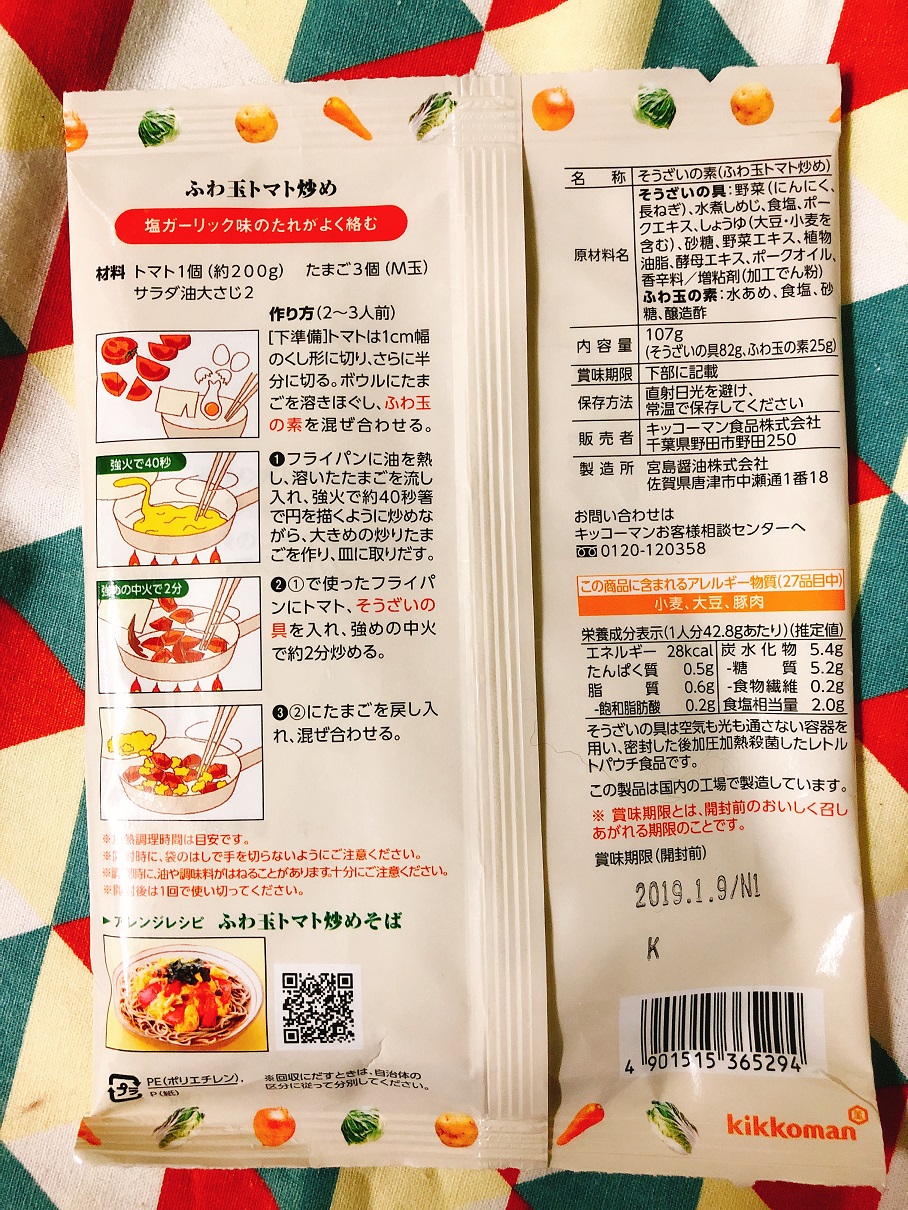 ふわ玉トマト炒め
塩ガーリック味のたれがよく絡む
材料 トマト1個(約200g) たまご3個(M玉)
サラダ油大さじ2
作り方(2~3人前)
[下準備]トマトは1cm幅
のくし形に切り、さらに半
分に切る。ボウルにたま
ごを溶きほぐし、ふわ玉
の素を混ぜ合わせる。
強火で40秒
❶フライパンに油を熱
し、溶いたたまごを流し
入れ、強火で約40秒箸
で円を描くように炒めな
がら、大きめの炒りたま
ごを作り、皿に取りだす。
強めの中火で2分
❷①で使ったフライパ
ンにトマト、そうざいの
具を入れ、強めの中火
で約2分炒める。
❸②にたまごを戻し入
れ、混ぜ合わせる。
熱調理時間は目安です。
時に、袋のはしで手を切らないようにご注意ください。
時に、油や調味料がはねることがあります。十分にご注意ください。
後は1回で使い切ってください。
▶アレンジレシピ ふわ玉トマト炒めそば
プラ
PE(ポリエチレン)、
P(紙)
※回収にだすときは、自治体の
区分に従って分別してください。
名称 そうざいの素(ふわ玉トマト炒め)
原材料名 そうざいの具:野菜(にんにく、
長ねぎ)、水煮しめじ、食塩、ポー
クエキス、しょうゆ(大豆・小麦を
含む)、砂糖、野菜エキス、植物
油脂、酵母エキス、ポークオイル、
香辛料/増粘剤(加工でん粉)
ふわ玉の素:水あめ、食塩、砂
糖、醸造酢
内容量 107g
(そうざいの具82g、ふわ玉の素25g)
賞味期限 下部に記載
保存方法 直射日光を避け、
常温で保存してください
販売者 キッコーマン食品株式会社
千葉県野田市野田250
製造所 宮島醤油株式会社
佐賀県唐津市中瀬通1番18
お問い合わせは
キッコーマンお客様相談センターへ
0120-120358
この商品に含まれるアレルギー物質(27品目中)
小麦、大豆、豚肉
栄養成分表示(1人分42.8gあたり)(推定値)
エネルギー 28kcal 炭水化物 5.4g
たんぱく質 0.5g -糖質 5.2g
脂質 0.6g -食物繊維 0.2g
-飽和脂肪酸 0.2g 食塩相当量 2.0g
そうざいの具は空気も光も通さない容器を
用い、密封した後加圧加熱殺菌したレトル
トパウチ食品です。
この製品は国内の工場で製造しています。
※ 賞味期限とは、開封前のおいしく召し
あがれる期限のことです。
賞味期限(開封前)
2019.1.9/N1
K
4 901515 365294
kikkoman